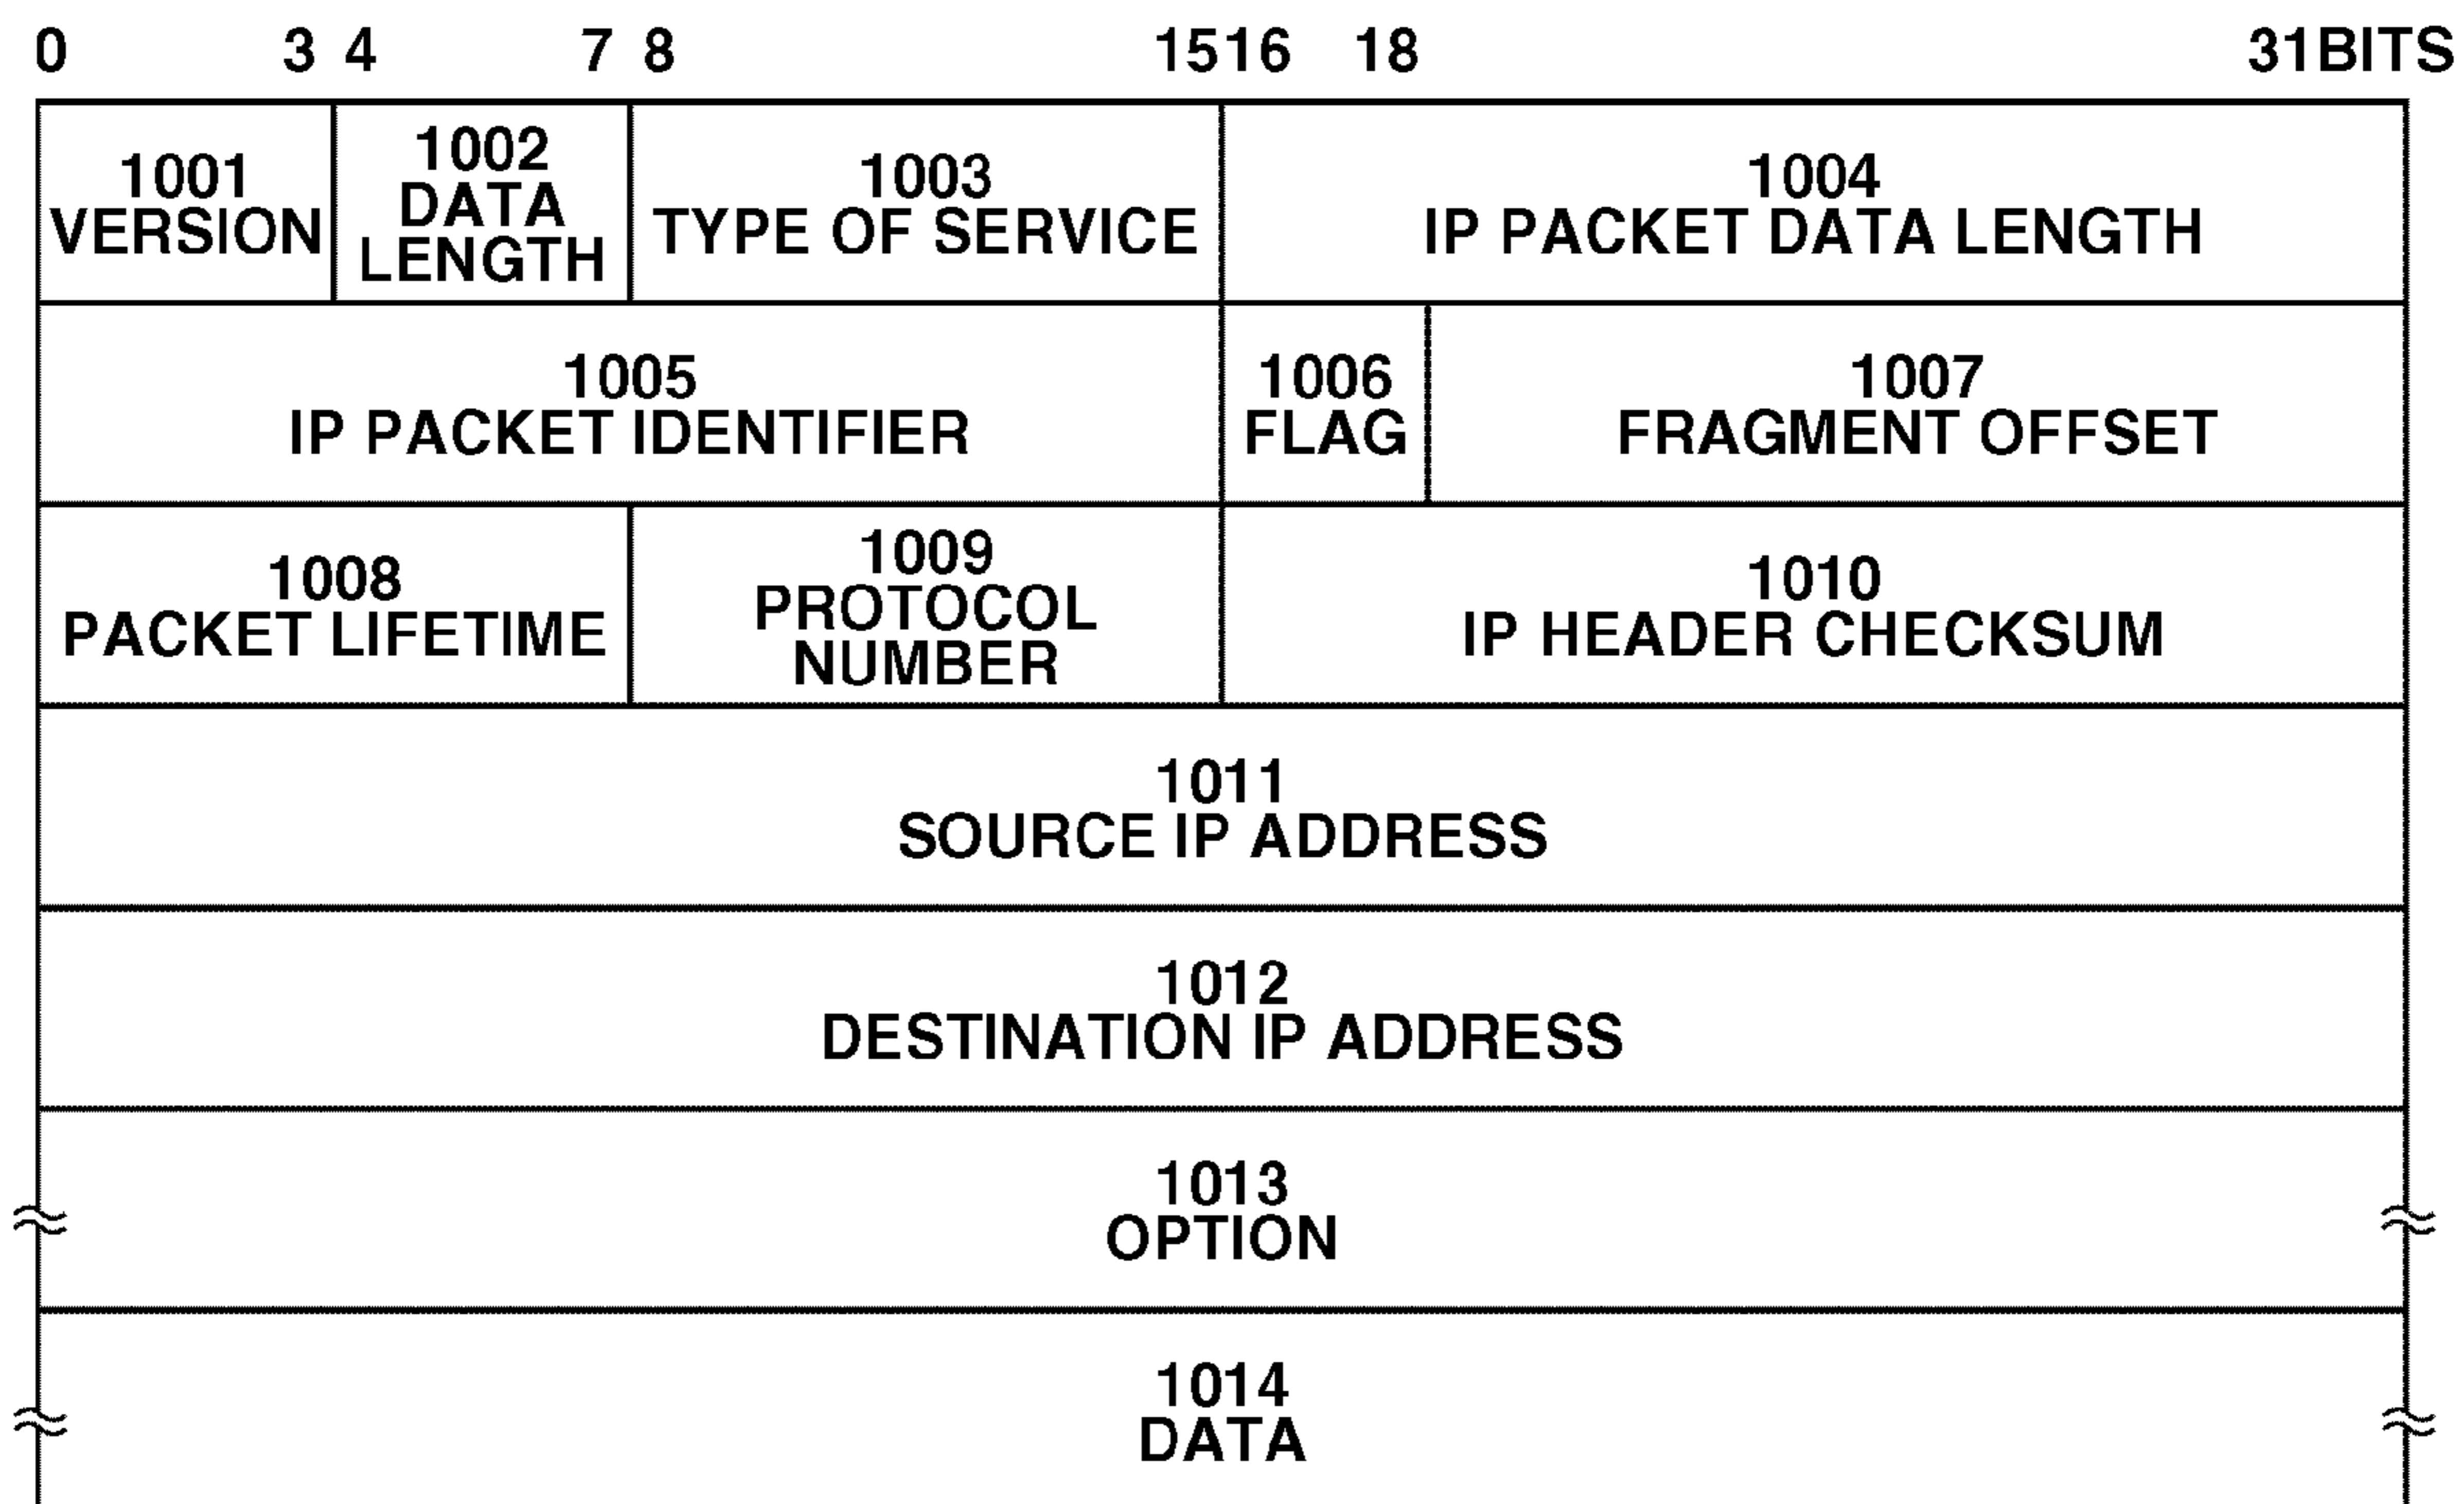 0 3 4 7 8 15 16 18 31BITS
1001
VERSION
1002
DATA
LENGTH
1003
TYPE OF SERVICE
1004
IP PACKET DATA LENGTH
1005
IP PACKET IDENTIFIER
1006
FLAG
1007
FRAGMENT OFFSET
1008
PACKET LIFETIME
1009
PROTOCOL
NUMBER
1010
IP HEADER CHECKSUM
1011
SOURCE IP ADDRESS
1012
DESTINATION IP ADDRESS
1013
OPTION
1014
DATA